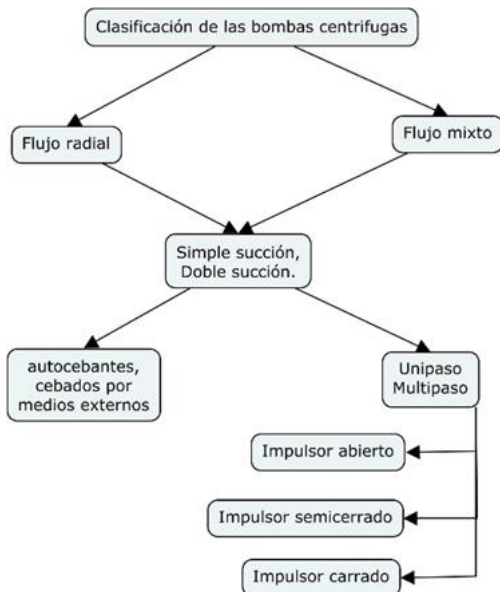 Clasificación de las bombas centrifugas
Flujo radial
Flujo mixto
Simple succión,
Doble succión.
autocebantes,
cebados por
medios externos
Unipaso
Multipaso
Impulsor abierto
Impulsor semicerrado
Impulsor carrado